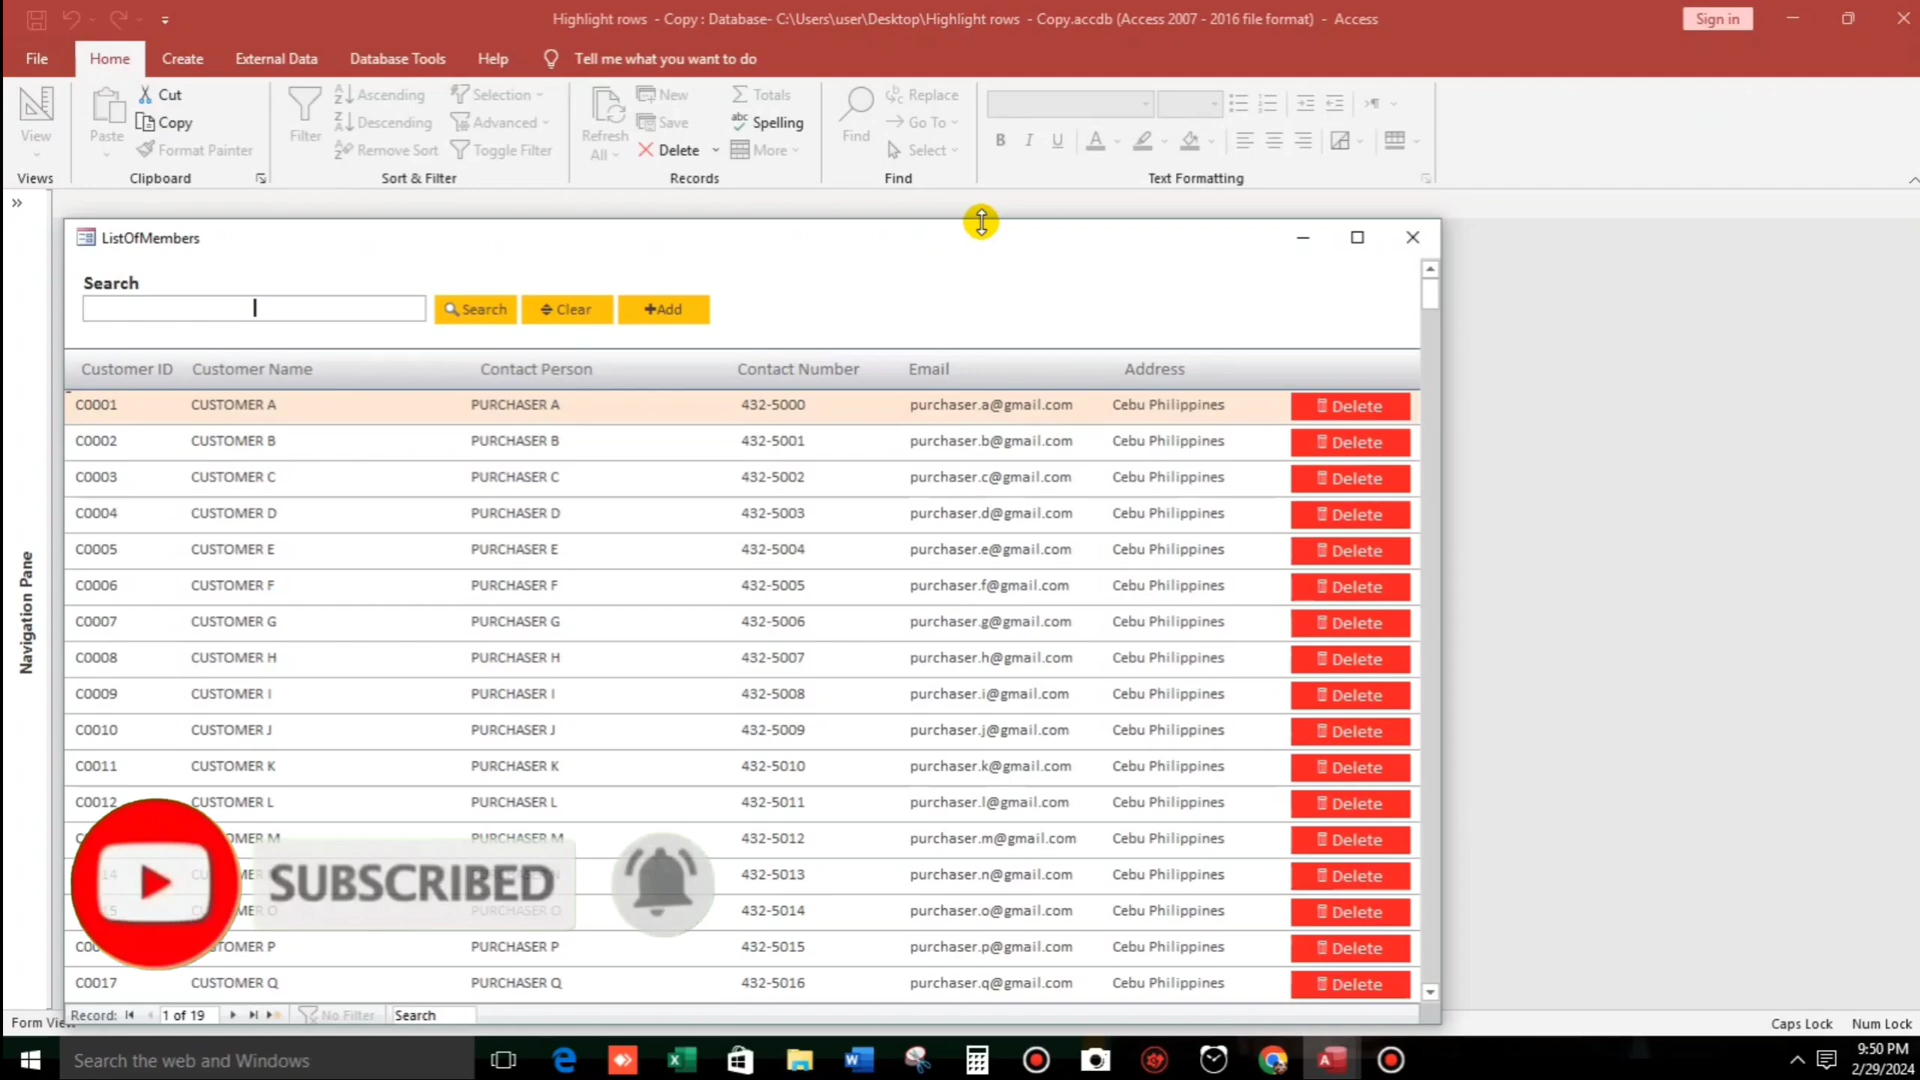 Highlight rows - Copy : Database- C:\Users\user\Desktop\Highlight rows - Copy.accdb (Access 2007 - 2016 file format) - Access
Sign in
File Home Create External Data Database Tools Help Tell me what you want to do
View
Paste
Cut
Copy
Format Painter
Filter
Ascending
Descending
Remove Sort
Selection
Advanced
Toggle Filter
Refresh All
New
Save
Delete
Totals
Spelling
More
Find
Replace
Go To
Select
B I U A
Views Clipboard Sort & Filter Records Find Text Formatting
Navigation Pane
ListOfMembers
Search
Search Clear Add
Customer ID Customer Name Contact Person Contact Number Email Address
C0001 CUSTOMER A PURCHASER A 432-5000 purchaser.a@gmail.com Cebu Philippines Delete
C0002 CUSTOMER B PURCHASER B 432-5001 purchaser.b@gmail.com Cebu Philippines Delete
C0003 CUSTOMER C PURCHASER C 432-5002 purchaser.c@gmail.com Cebu Philippines Delete
C0004 CUSTOMER D PURCHASER D 432-5003 purchaser.d@gmail.com Cebu Philippines Delete
C0005 CUSTOMER E PURCHASER E 432-5004 purchaser.e@gmail.com Cebu Philippines Delete
C0006 CUSTOMER F PURCHASER F 432-5005 purchaser.f@gmail.com Cebu Philippines Delete
C0007 CUSTOMER G PURCHASER G 432-5006 purchaser.g@gmail.com Cebu Philippines Delete
C0008 CUSTOMER H PURCHASER H 432-5007 purchaser.h@gmail.com Cebu Philippines Delete
C0009 CUSTOMER I PURCHASER I 432-5008 purchaser.i@gmail.com Cebu Philippines Delete
C0010 CUSTOMER J PURCHASER J 432-5009 purchaser.j@gmail.com Cebu Philippines Delete
C0011 CUSTOMER K PURCHASER K 432-5010 purchaser.k@gmail.com Cebu Philippines Delete
C0012 CUSTOMER L PURCHASER L 432-5011 purchaser.l@gmail.com Cebu Philippines Delete
OMER M PURCHASER M 432-5012 purchaser.m@gmail.com Cebu Philippines Delete
14 MER 432-5013 purchaser.n@gmail.com Cebu Philippines Delete
SUBSCRIBED
15 MER O PURCHASER O 432-5014 purchaser.o@gmail.com Cebu Philippines Delete
C00 TOMER P PURCHASER P 432-5015 purchaser.p@gmail.com Cebu Philippines Delete
C0017 CUSTOMER Q PURCHASER Q 432-5016 purchaser.q@gmail.com Cebu Philippines Delete
Record: 1 of 19 No Filter Search
Form Vie Caps Lock Num Lock
Search the web and Windows
9:50 PM
2/29/2024